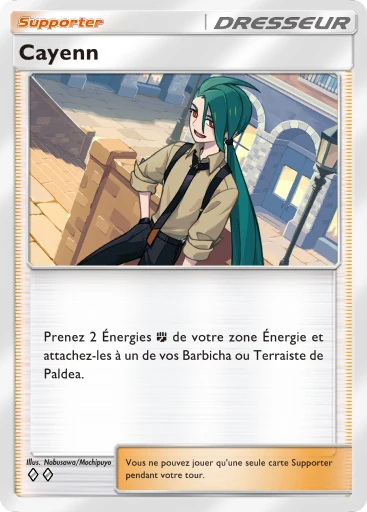 Supporter
DRESSEUR
Cayenn
Prenez 2 Énergies de votre zone Énergie et
attachez-les à un de vos Barbicha ou Terraiste de
Paldea.
Illus. Nobusawa/Mochipuyo
Vous ne pouvez jouer qu'une seule carte Supporter
pendant votre tour.